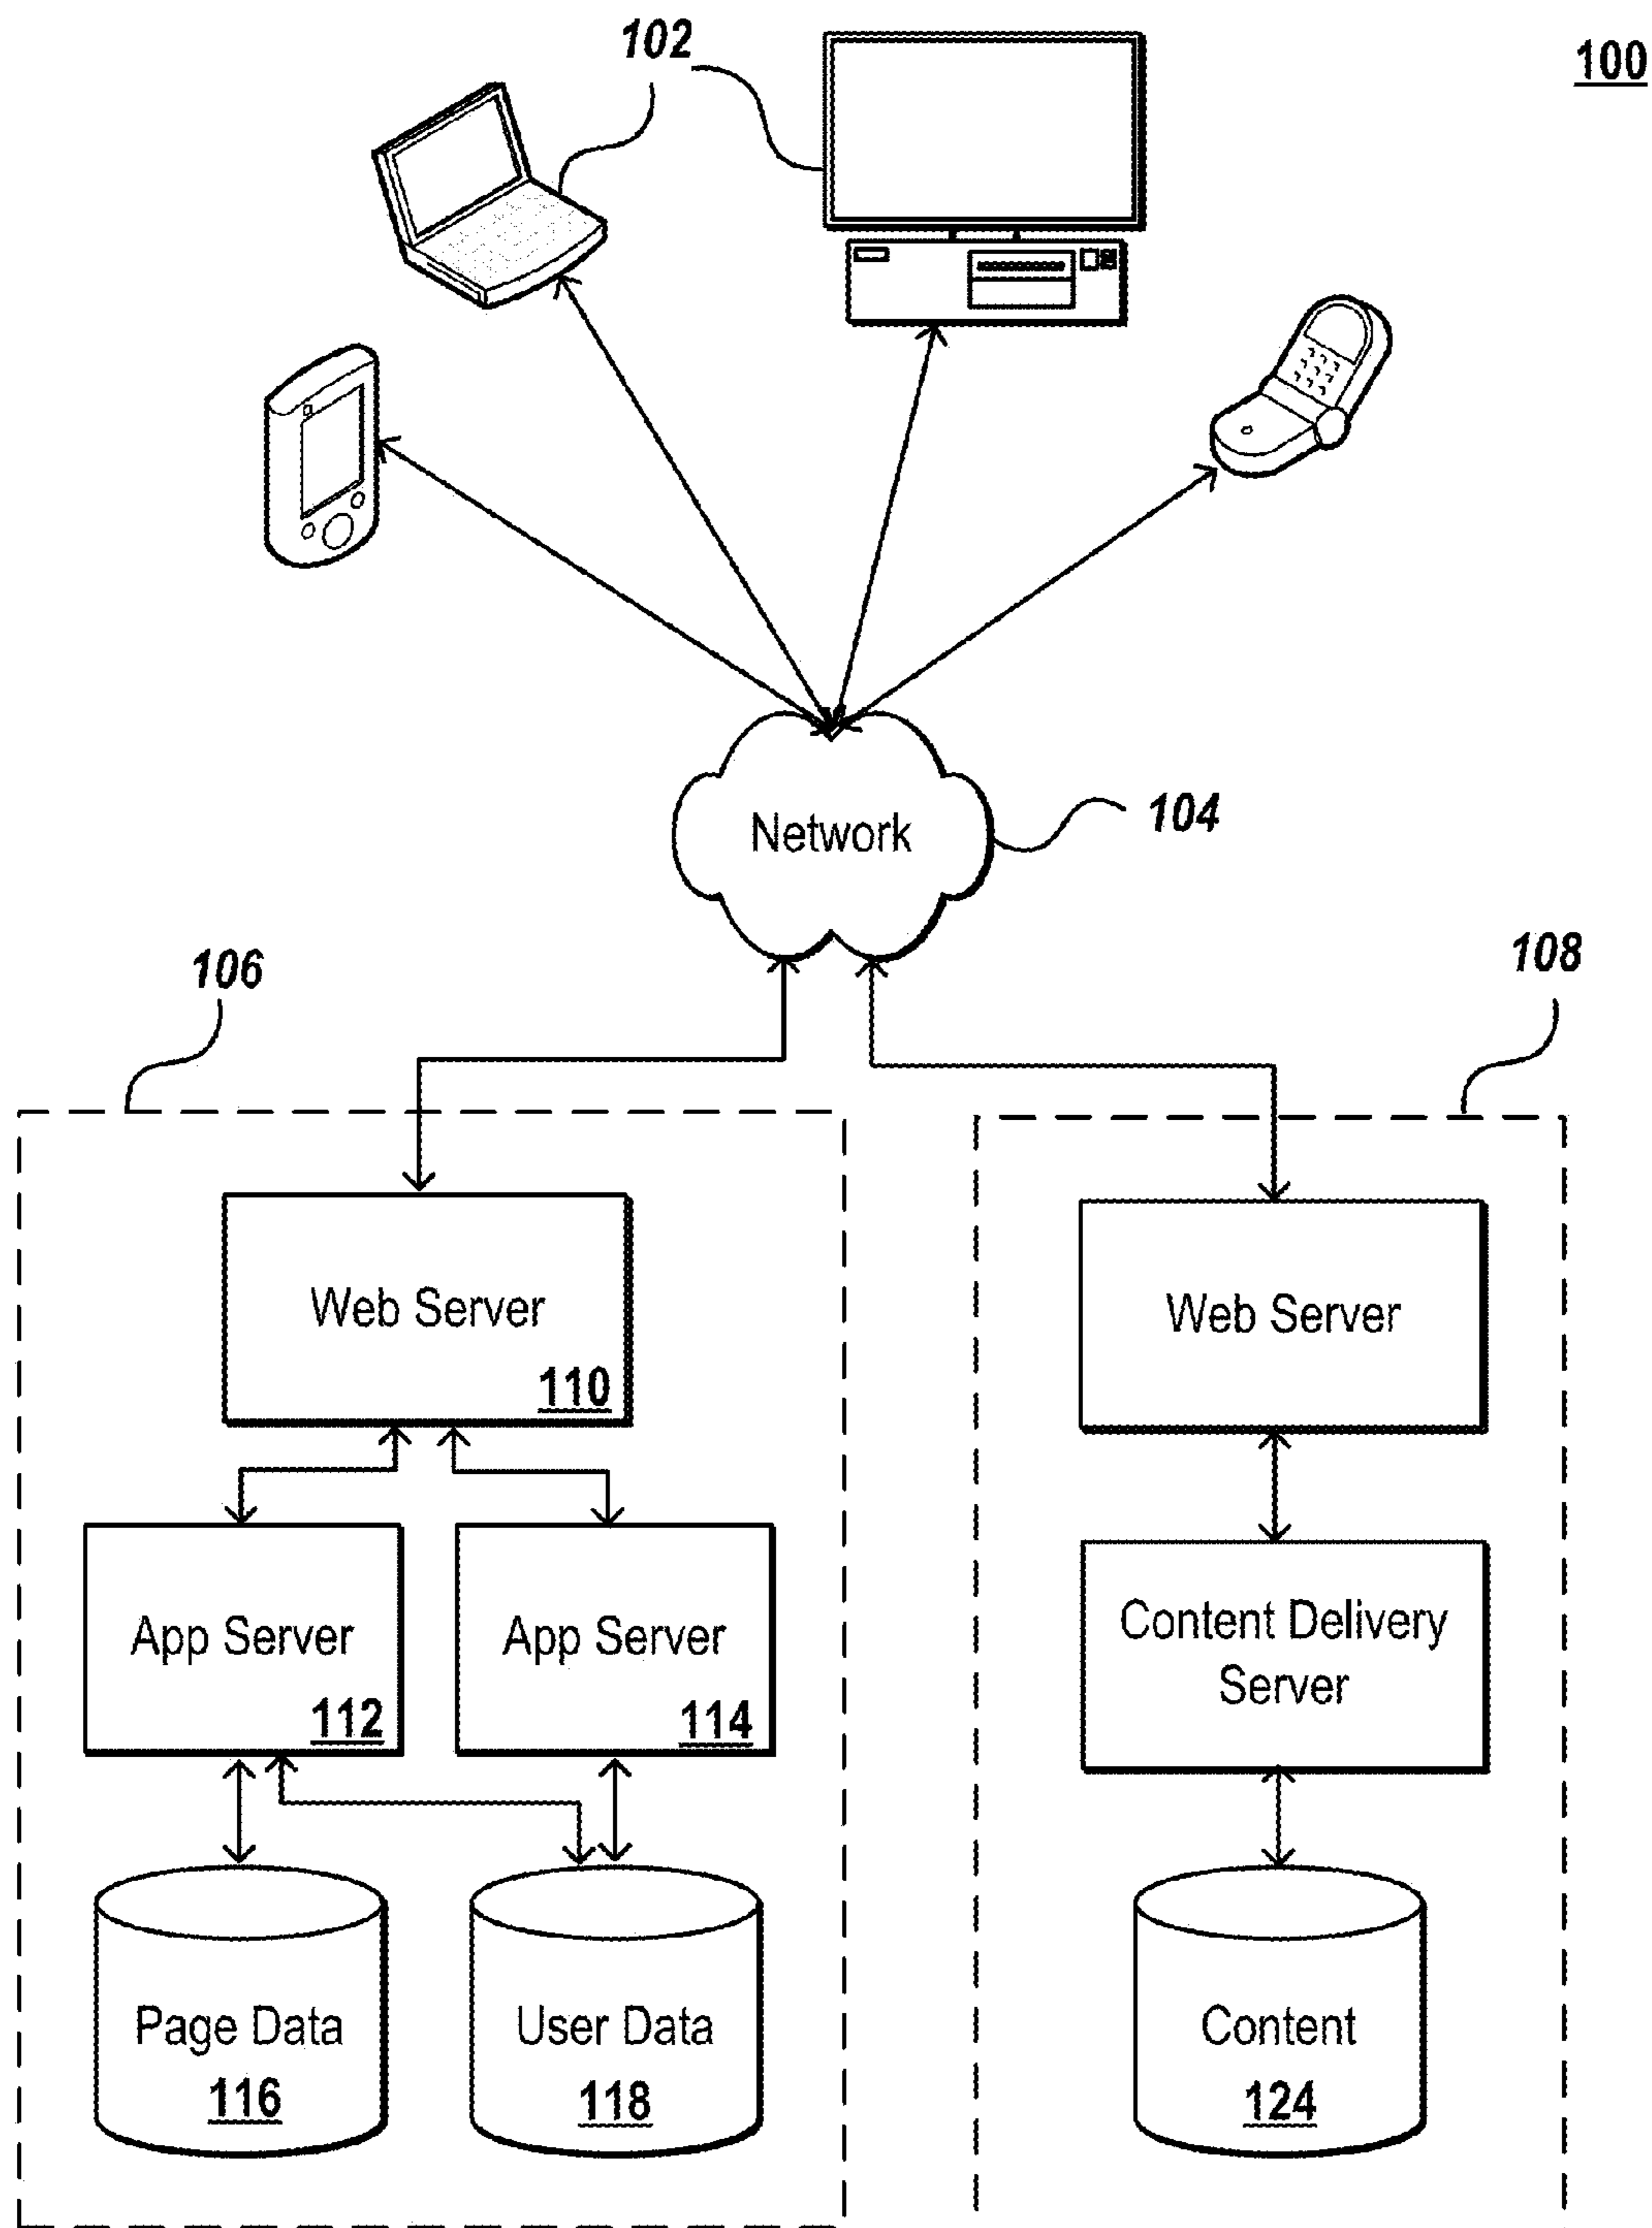 102
100
Network
104
106
108
Web Server
110
Web Server
App Server
112
App Server
114
Content Delivery
Server
Page Data
116
User Data
118
Content
124